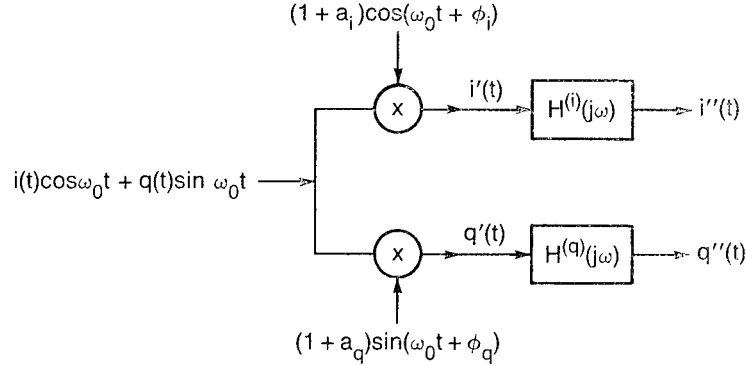 (1 + a_i)cos(ω_0t + ϕ_i)
x
i′(t)
H^(i)(jω)
i′′(t)
i(t)cosω_0t + q(t)sin ω_0t
x
q′(t)
H^(q)(jω)
q′′(t)
(1 + a_q)sin(ω_0t + ϕ_q)